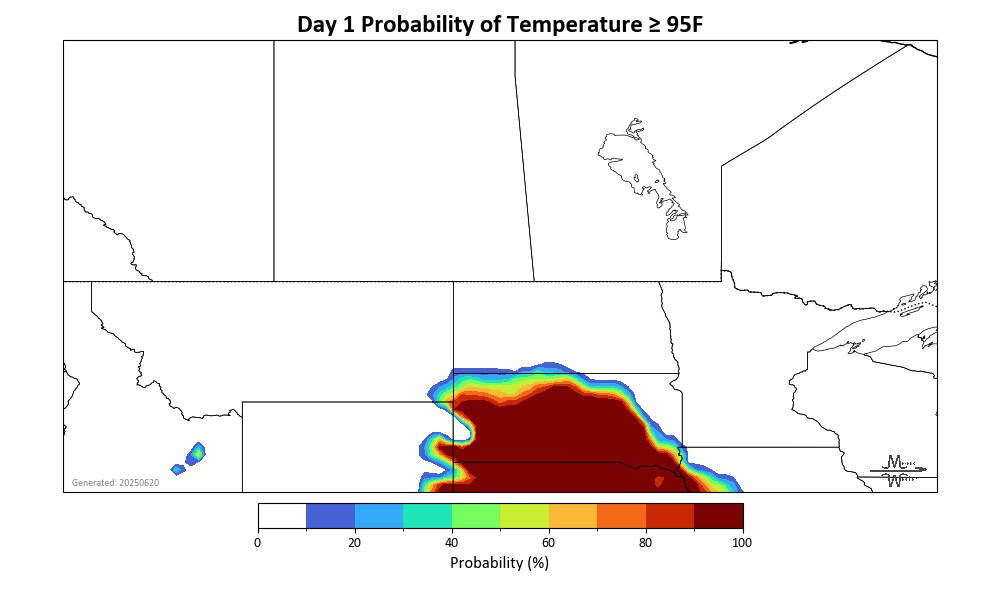 Day 1 Probability of Temperature ≥ 95F
Generated: 20250620
0 20 40 60 80 100
Probability (%)